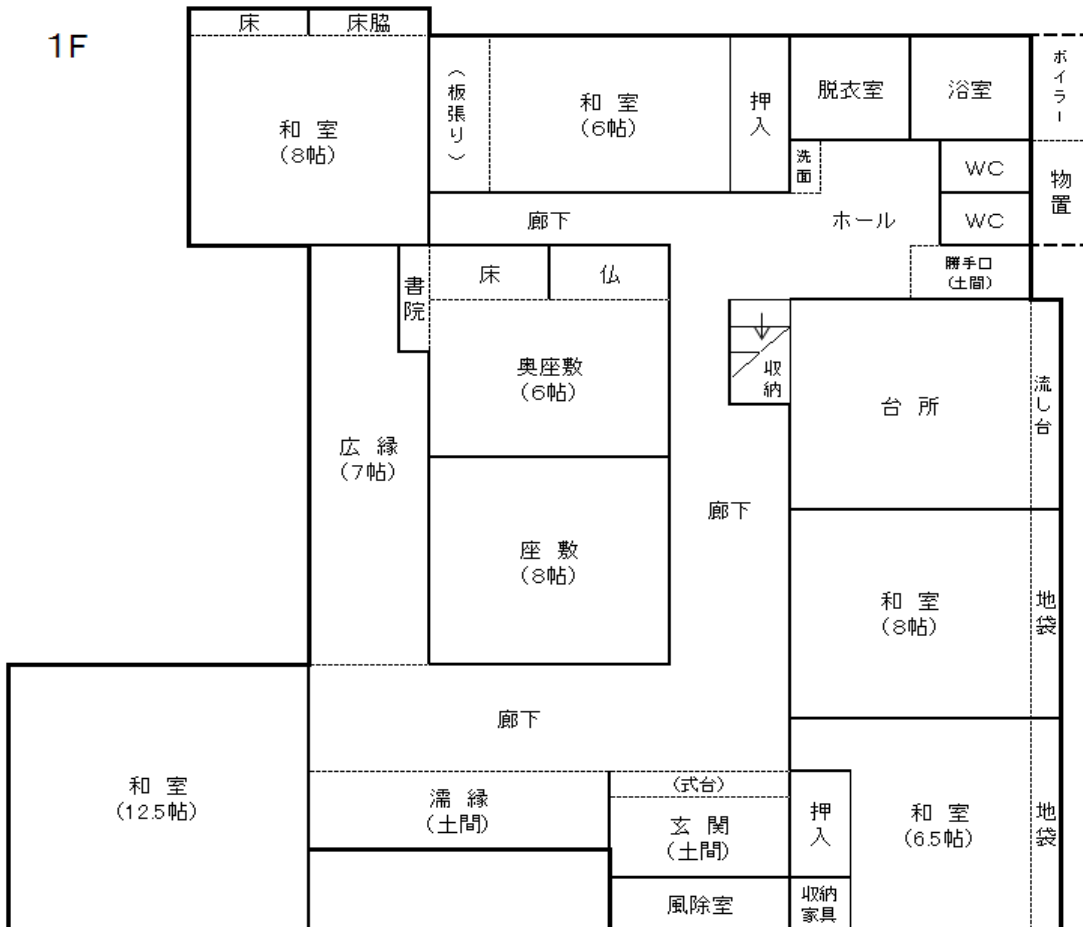 1F
床
床脇
和室
(8帖)
(板張り)
和室
(6帖)
押入
脱衣室
浴室
ボイラー
洗面
WC
物置
廊下
ホール
WC
書院
床
仏
勝手口
(土間)
奥座敷
(6帖)
収納
台所
流し台
広縁
(7帖)
廊下
座敷
(8帖)
和室
(8帖)
地袋
廊下
和室
(12.5帖)
濡縁
(土間)
(式台)
玄関
(土間)
押入
和室
(6.5帖)
地袋
風除室
収納
家具